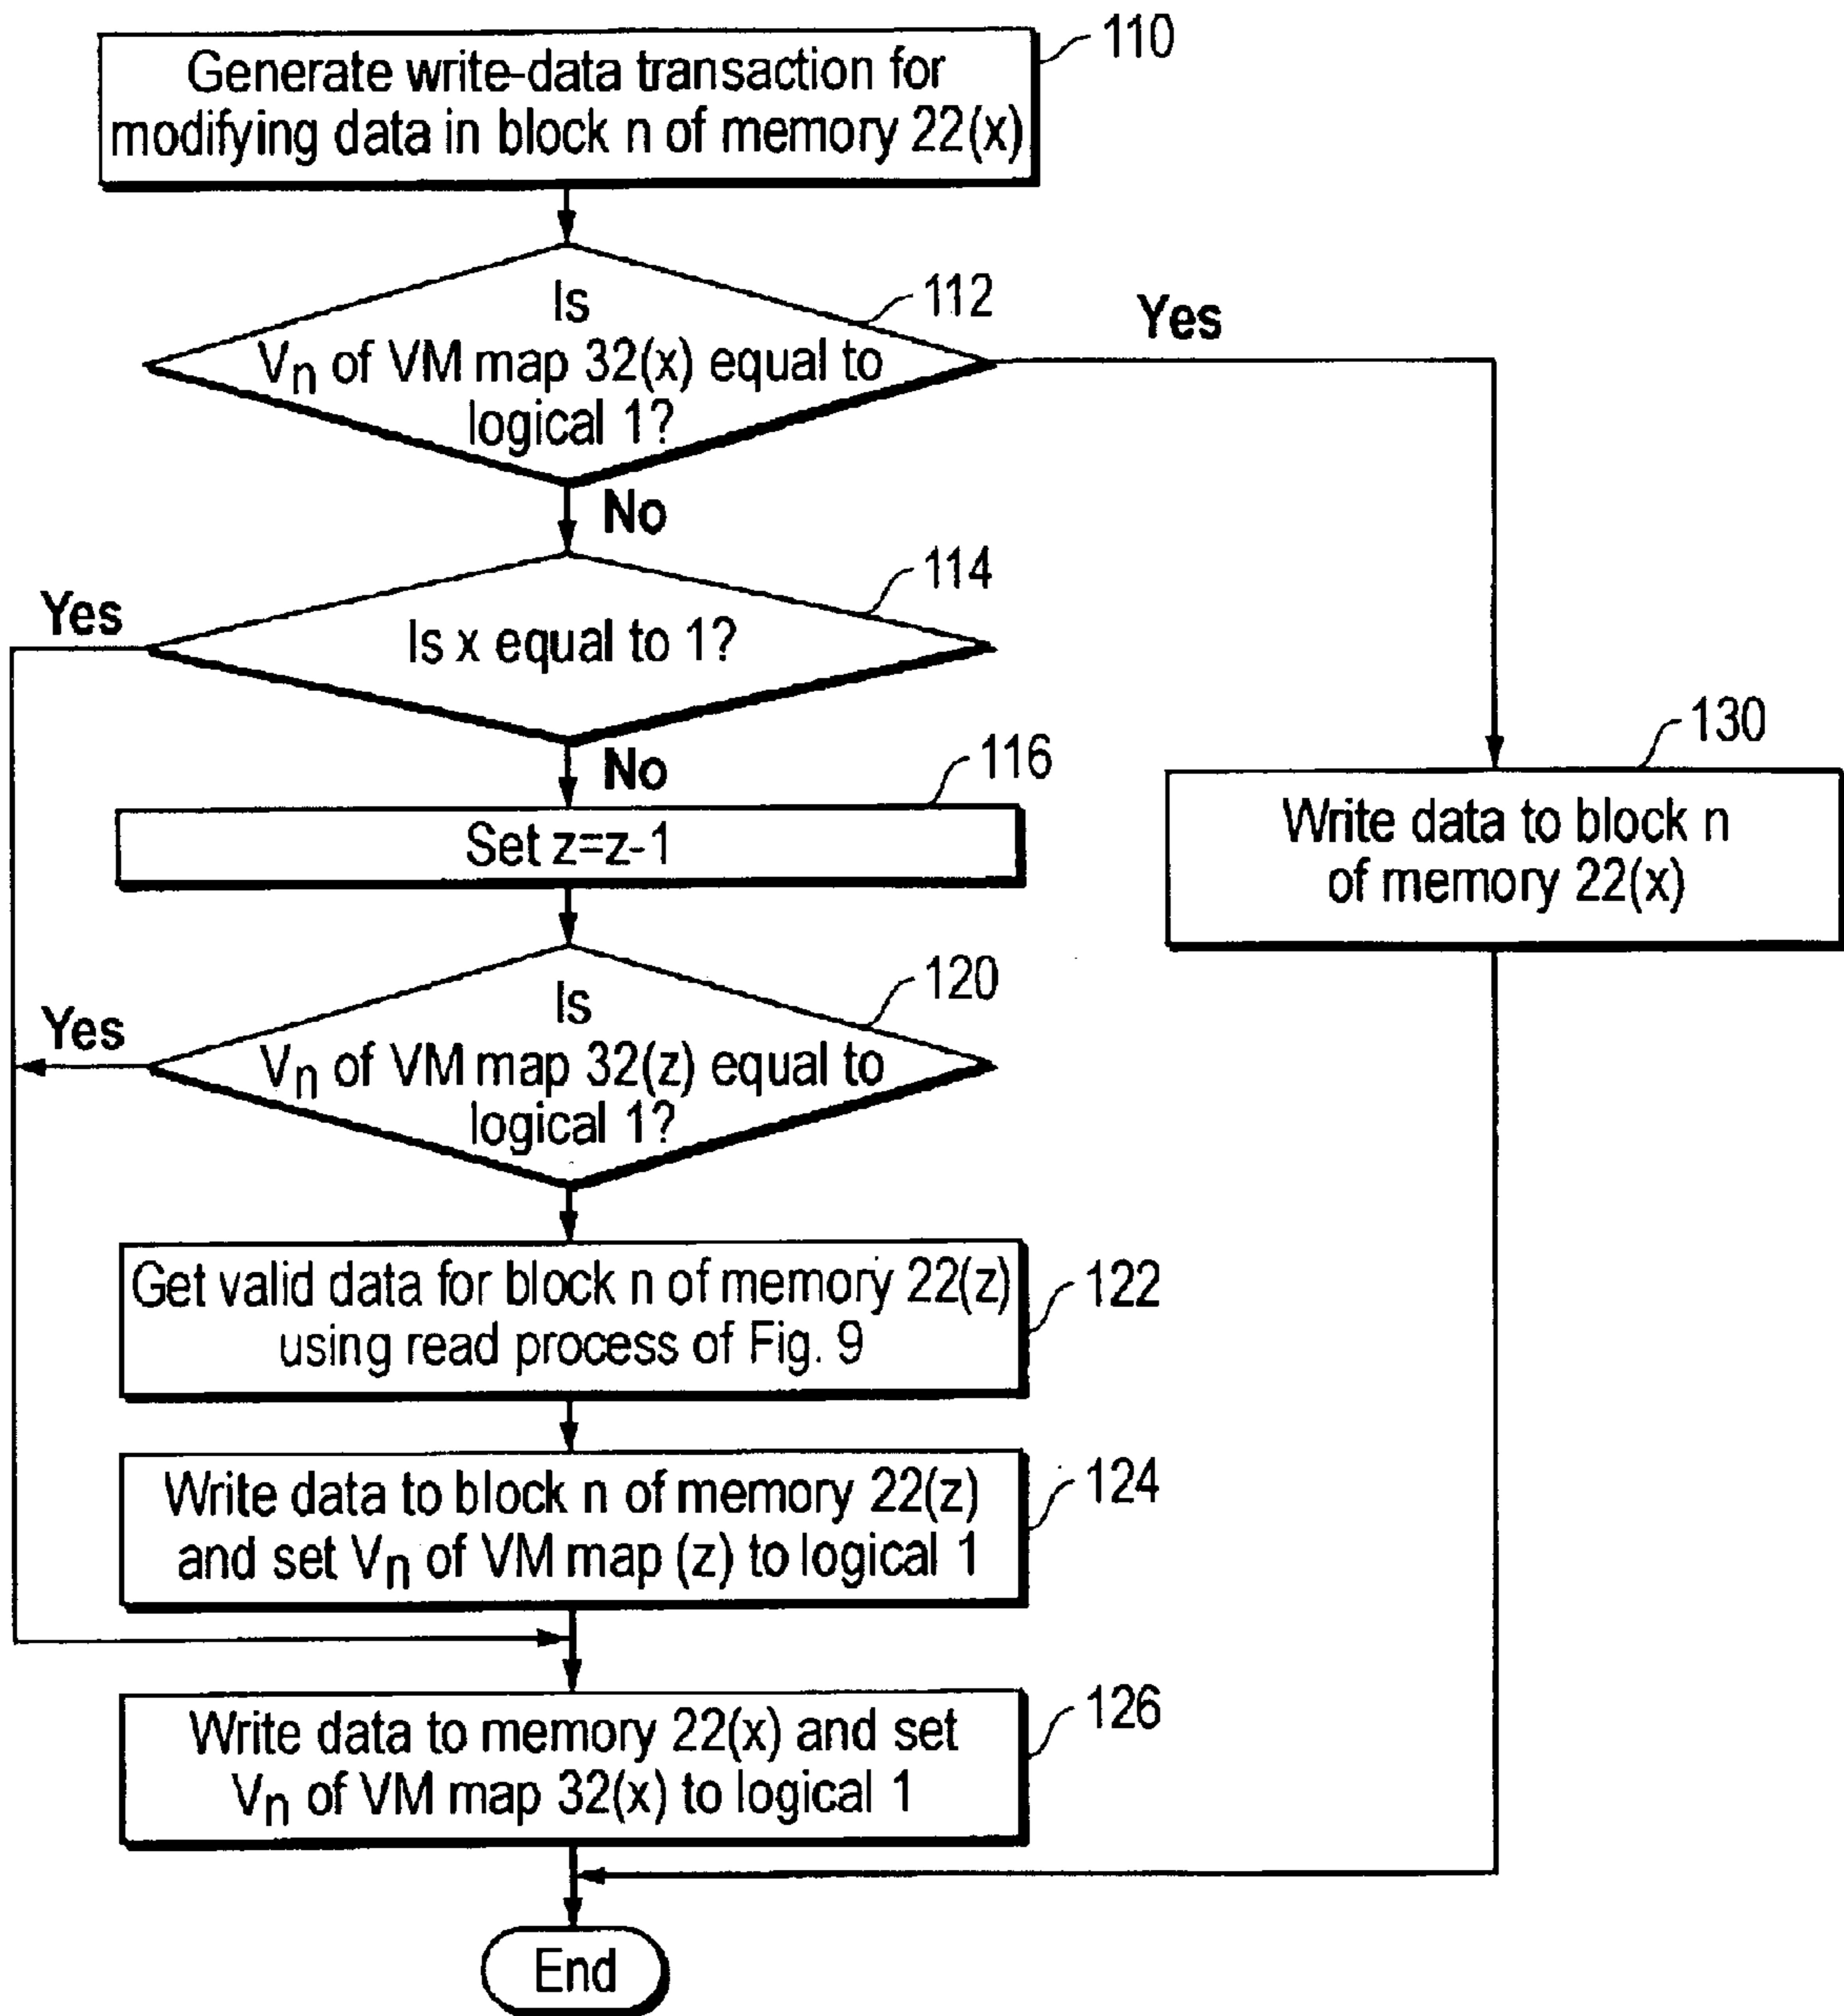 110
Generate write-data transaction for
modifying data in block n of memory 22(x)
112
Is
Vn of VM map 32(x) equal to
logical 1?
Yes
No
114
Yes
Is x equal to 1?
No
116
Set z=z-1
130
Write data to block n
of memory 22(x)
120
Is
Vn of VM map 32(z) equal to
logical 1?
Yes
Get valid data for block n of memory 22(z)
using read process of Fig. 9
122
Write data to block n of memory 22(z)
and set Vn of VM map (z) to logical 1
124
Write data to memory 22(x) and set
Vn of VM map 32(x) to logical 1
126
End